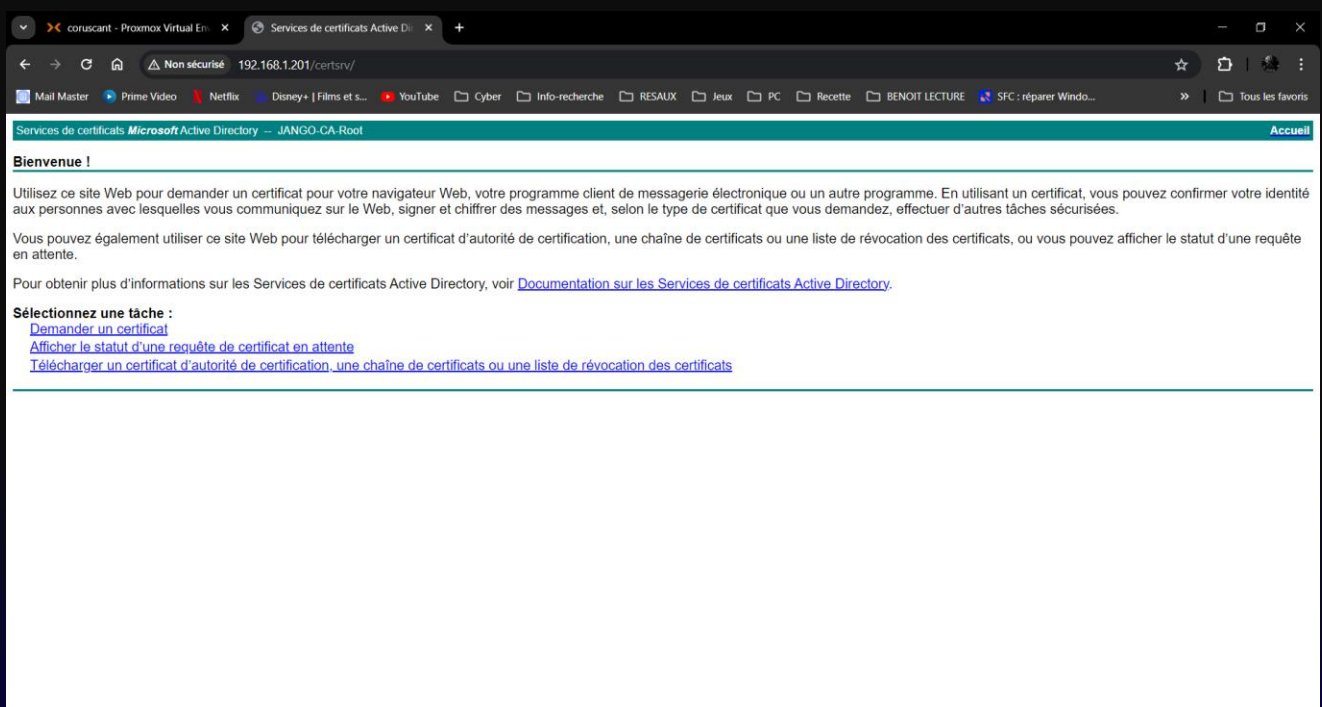 coruscant - Proxmox Virtual En
Services de certificats Active Di
Non sécurisé 192.168.1.201/certsrv/
Mail Master Prime Video Netflix Disney+ | Films et s... YouTube Cyber Info-recherche RESAUX Jeux PC Recette BENOIT LECTURE SFC : réparer Windo... » Tous les favoris
Services de certificats Microsoft Active Directory -- JANGO-CA-Root Accueil
Bienvenue !
Utilisez ce site Web pour demander un certificat pour votre navigateur Web, votre programme client de messagerie électronique ou un autre programme. En utilisant un certificat, vous pouvez confirmer votre identité
aux personnes avec lesquelles vous communiquez sur le Web, signer et chiffrer des messages et, selon le type de certificat que vous demandez, effectuer d'autres tâches sécurisées.
Vous pouvez également utiliser ce site Web pour télécharger un certificat d'autorité de certification, une chaîne de certificats ou une liste de révocation des certificats, ou vous pouvez afficher le statut d'une requête
en attente.
Pour obtenir plus d'informations sur les Services de certificats Active Directory, voir Documentation sur les Services de certificats Active Directory.
Sélectionnez une tâche :
Demander un certificat
Afficher le statut d'une requête de certificat en attente
Télécharger un certificat d'autorité de certification, une chaîne de certificats ou une liste de révocation des certificats